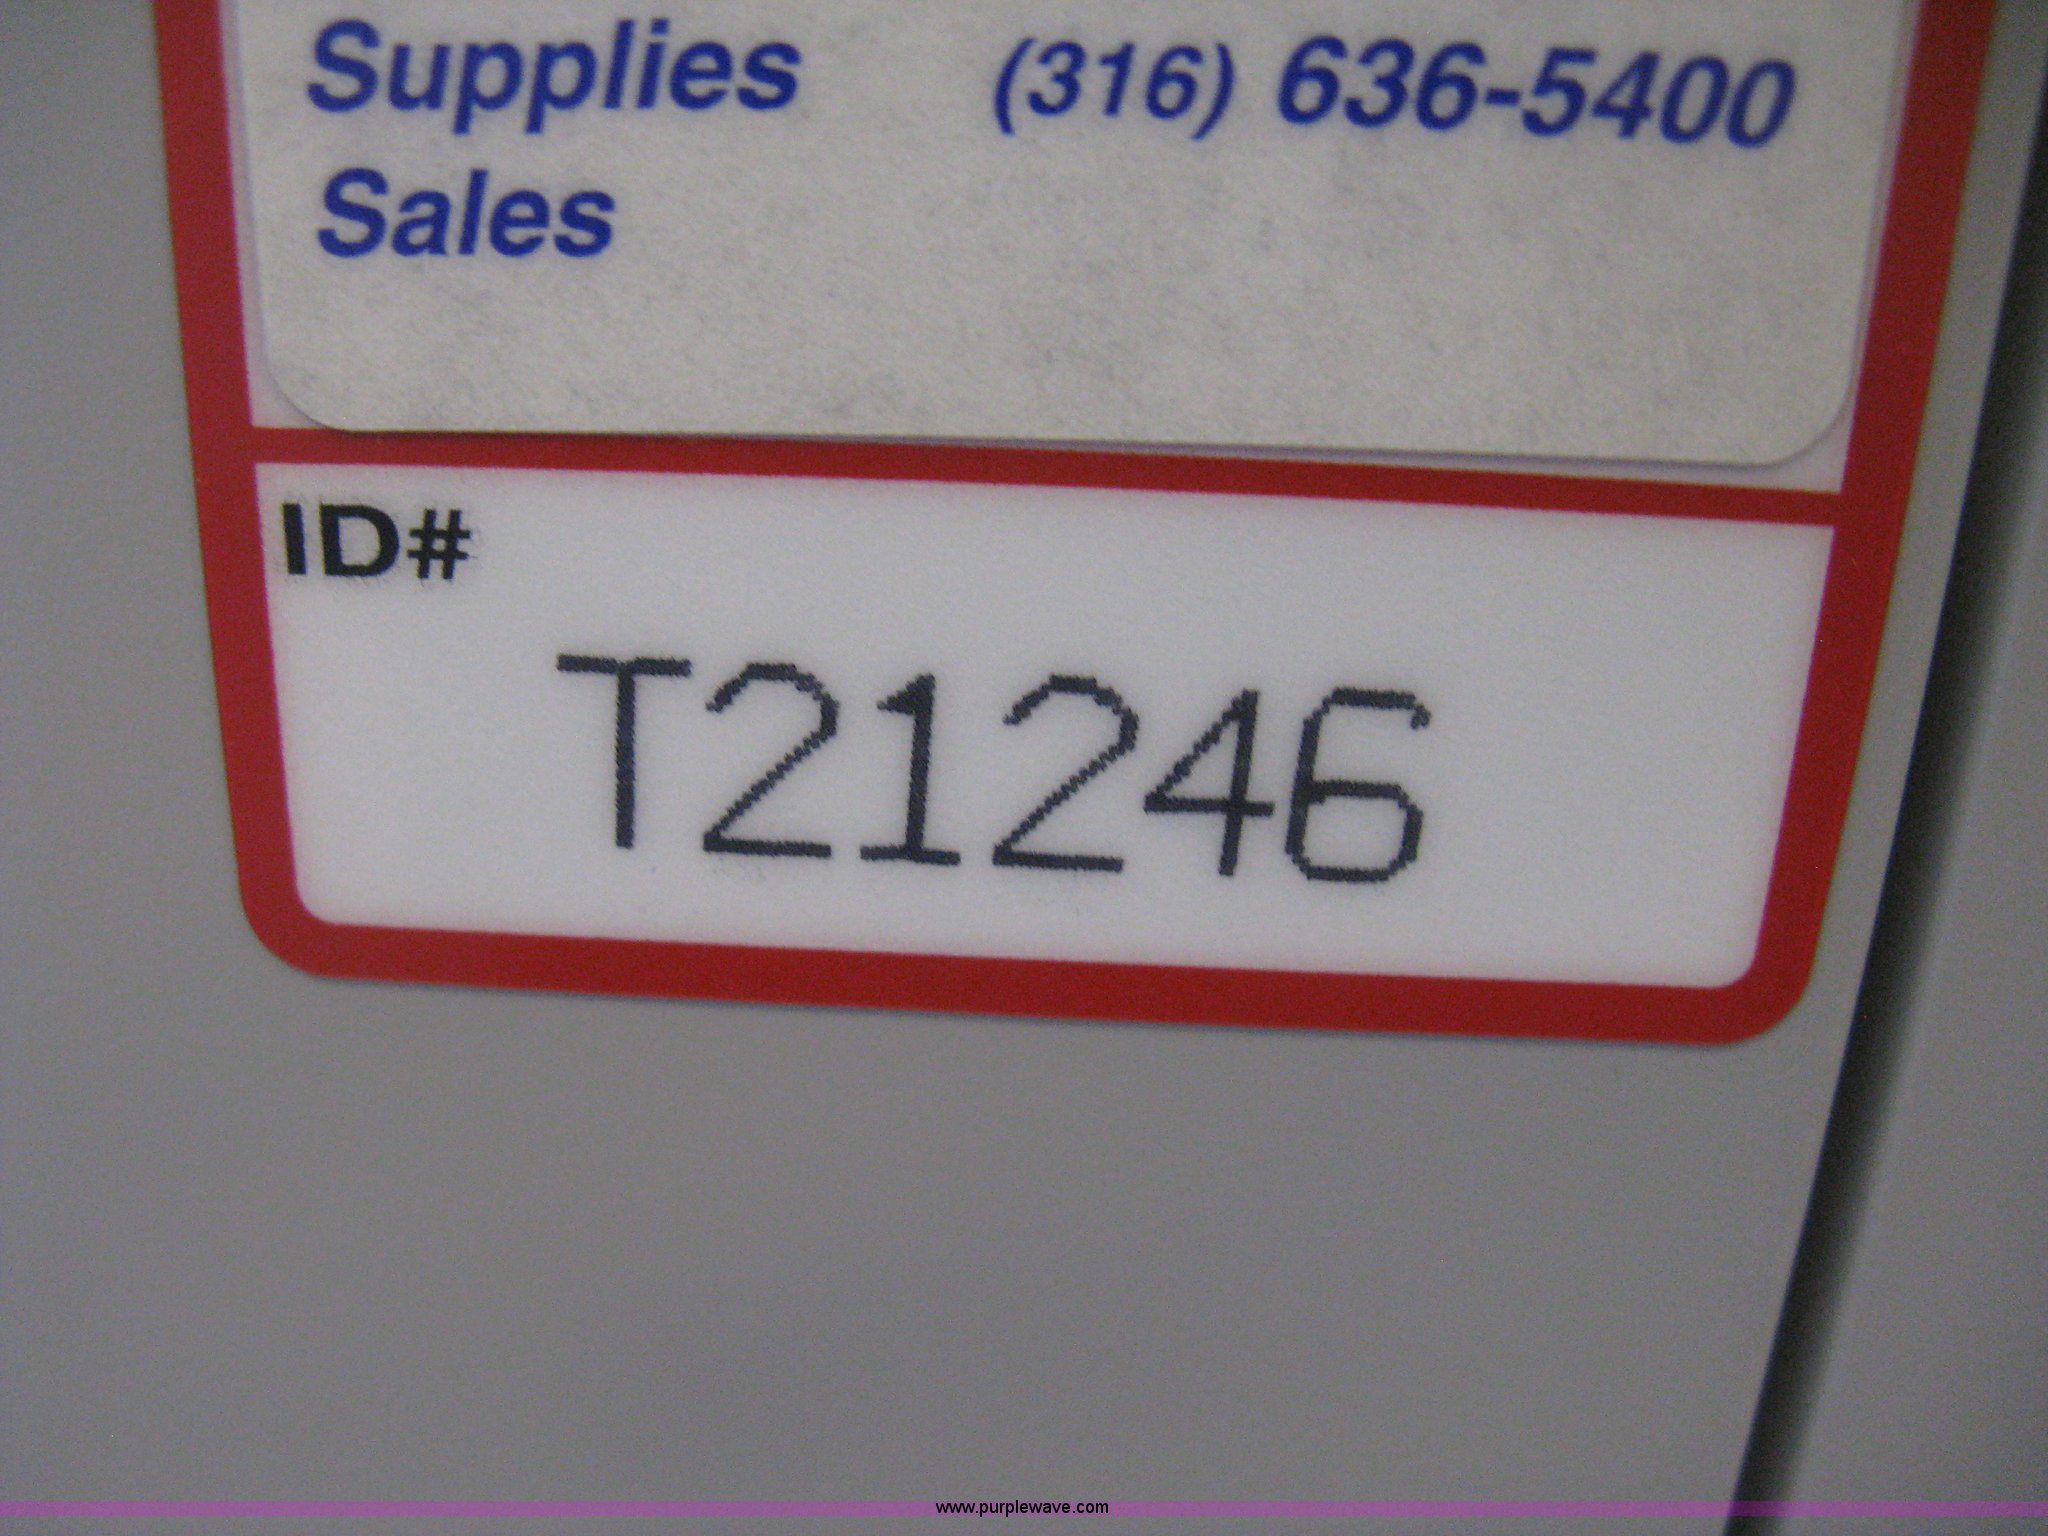 Supplies (316) 636-5400
Sales
ID#
T21246
www.purplewave.com